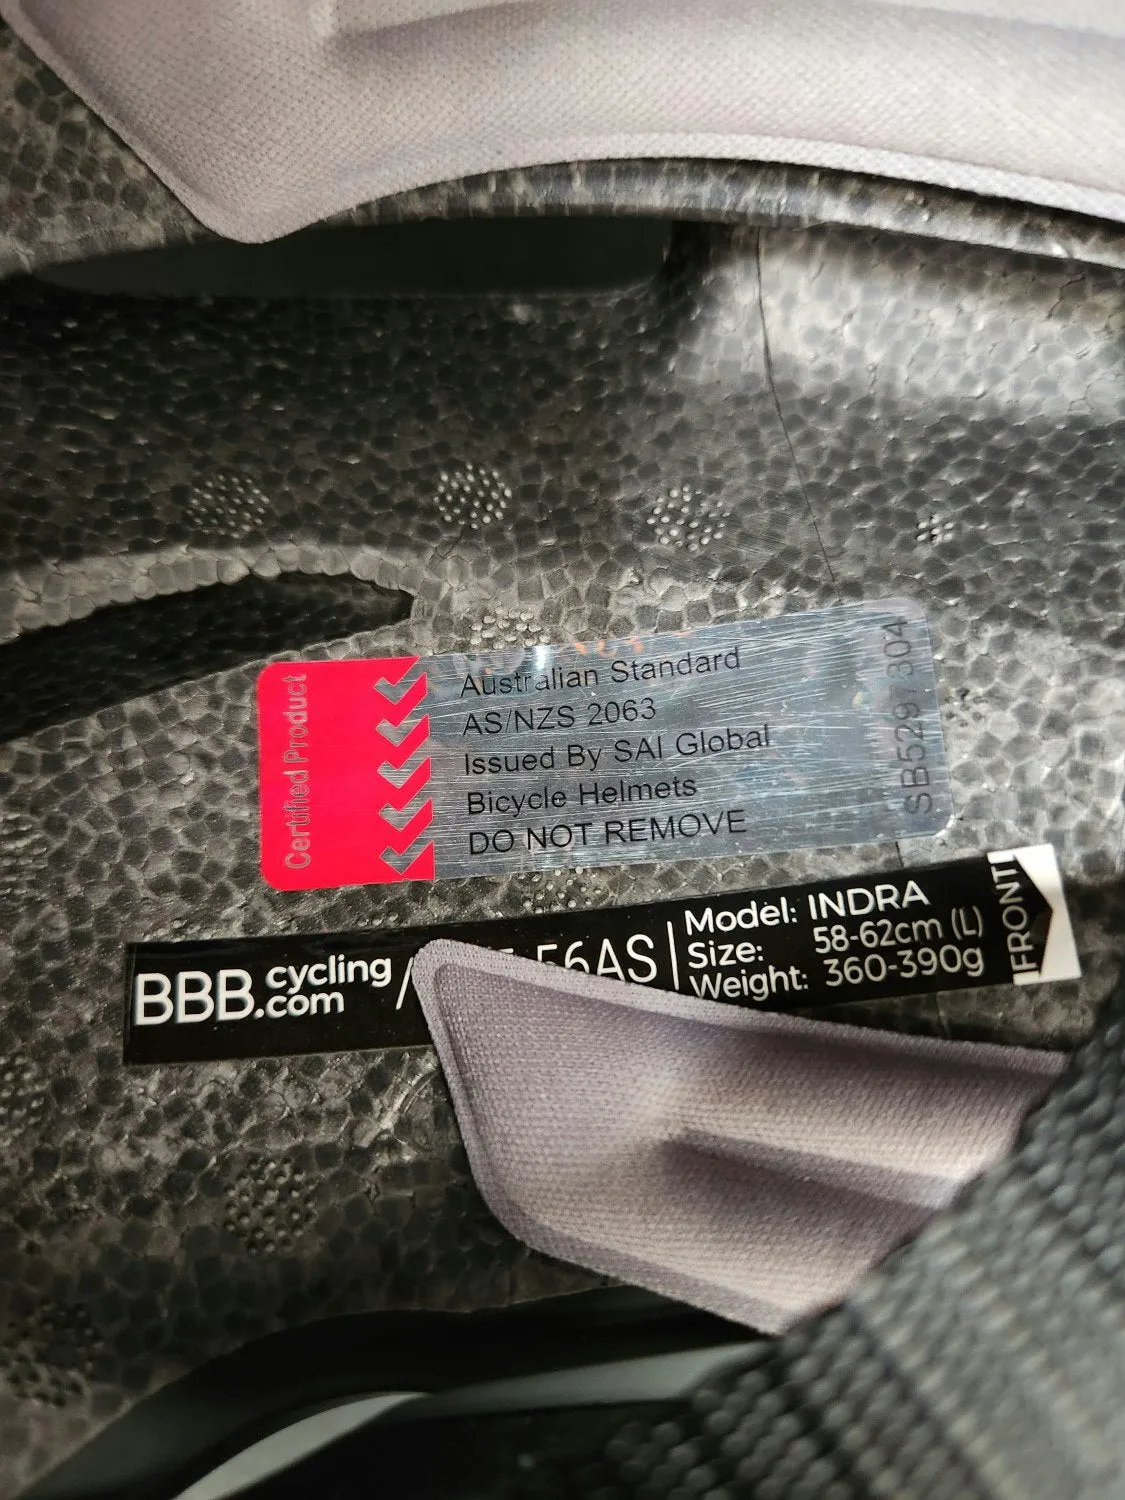 Certified Product
Australian Standard
AS/NZS 2063
Issued By SAI Global
Bicycle Helmets
DO NOT REMOVE
BBB.cycling
.com
56AS
Model: INDRA
Size: 58-62cm (L)
Weight: 360-390g
FRONT